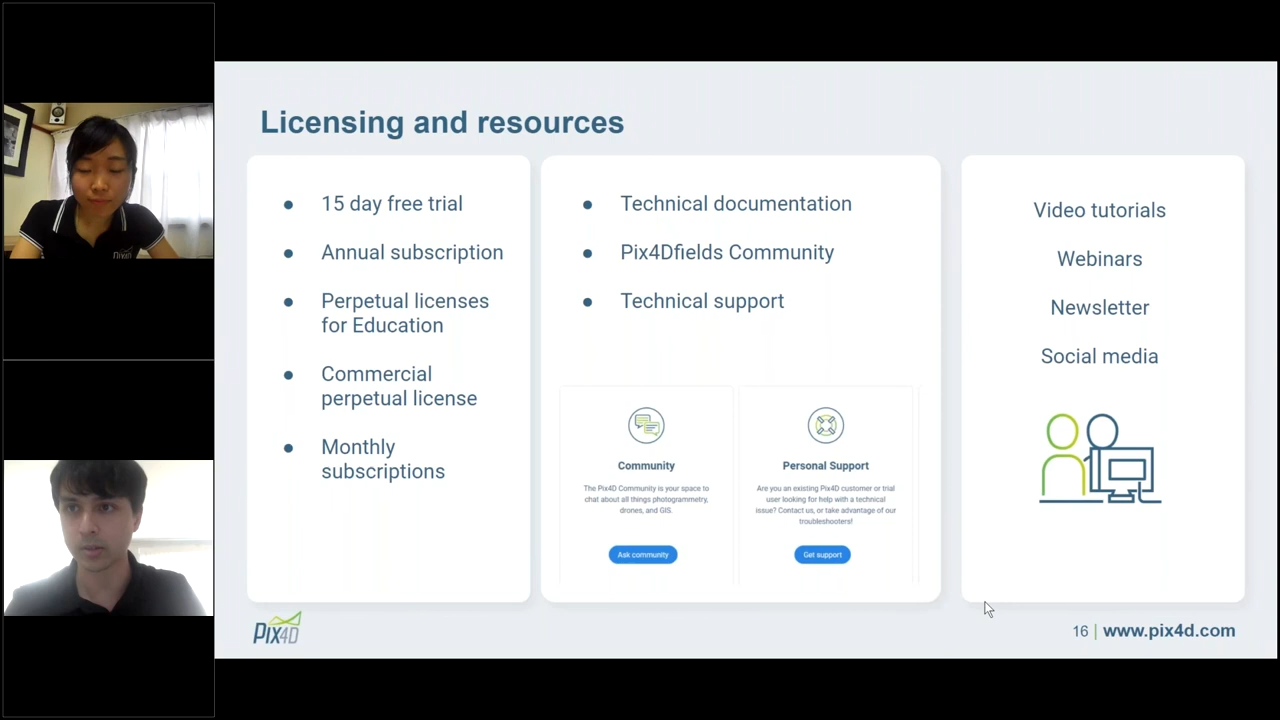 Licensing and resources
● 15 day free trial
● Annual subscription
● Perpetual licenses
for Education
● Commercial
perpetual license
● Monthly
subscriptions
● Technical documentation
● Pix4Dfields Community
● Technical support
Community
The Pix4D Community is your space to
chat about all things photogrammetry,
drones, and GIS.
Ask community
Personal Support
Are you an existing Pix4D customer or trial
user looking for help with a technical
issue? Contact us, or take advantage of our
troubleshooters!
Get support
Video tutorials
Webinars
Newsletter
Social media
PIX4D
16 | www.pix4d.com